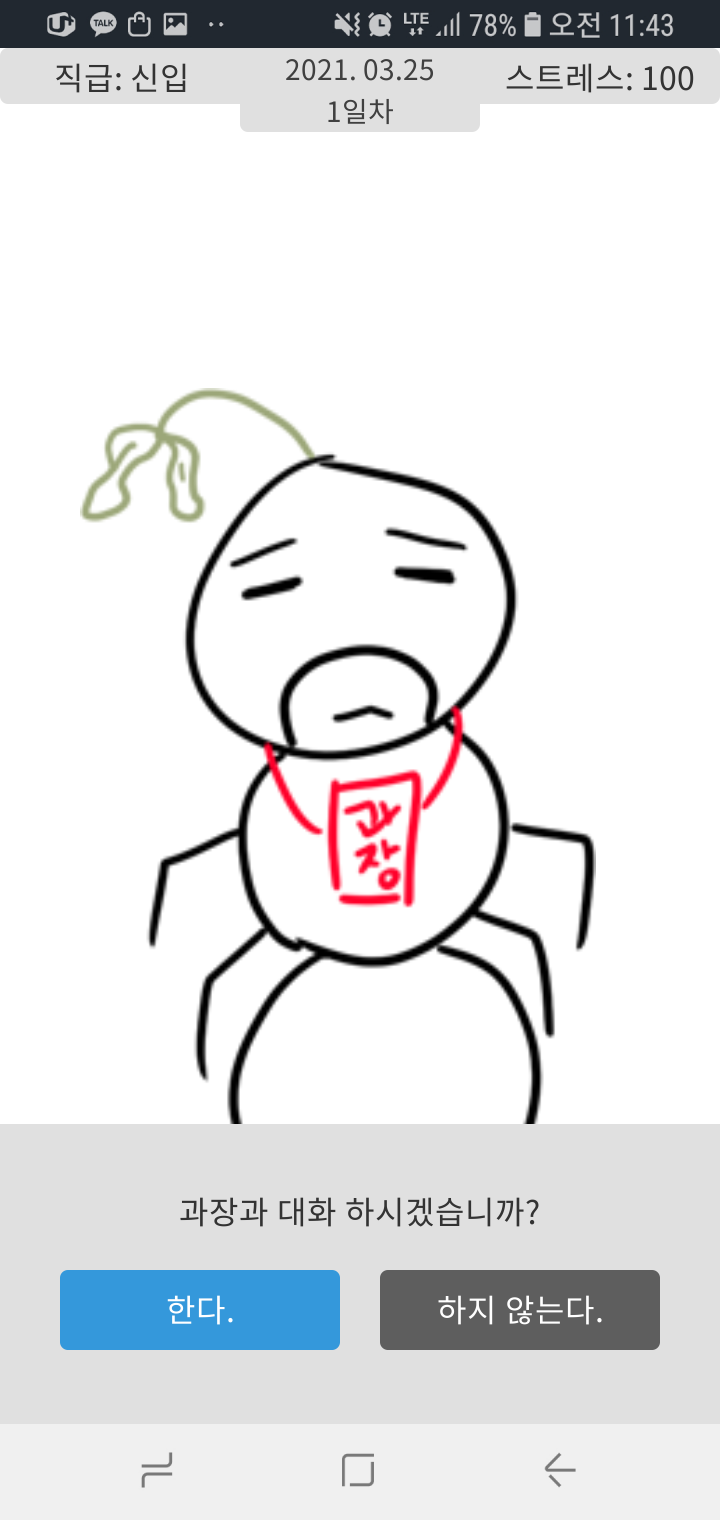 TALK LTE 78% 오전 11:43
직급: 신입
2021. 03.25
1일차
스트레스: 100
과
장
과장과 대화 하시겠습니까?
한다.
하지 않는다.